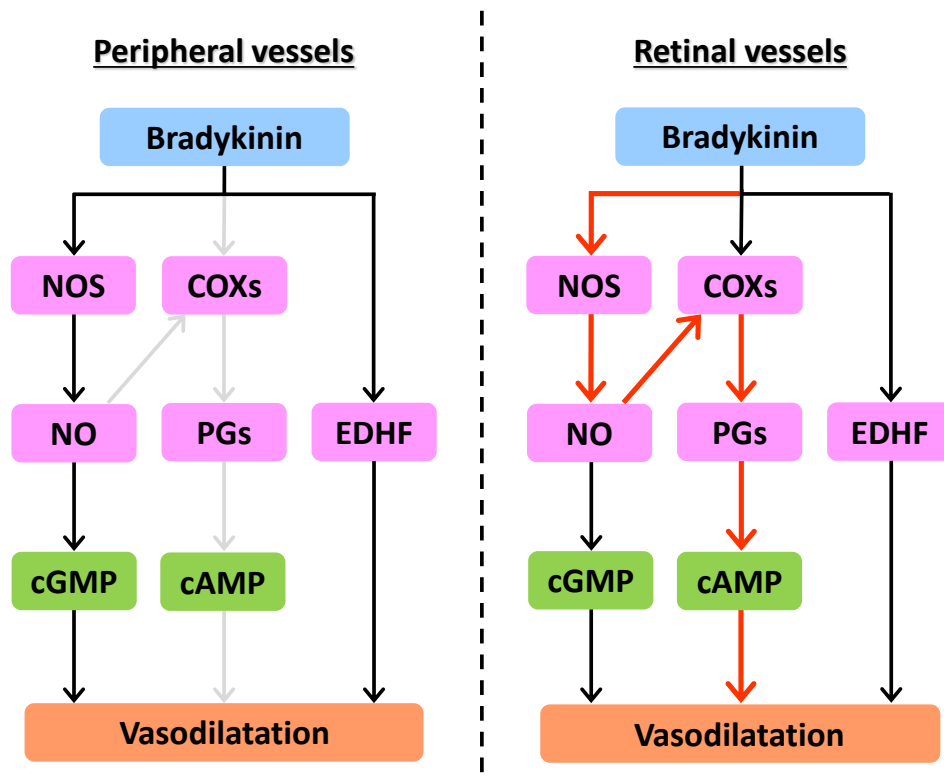 Peripheral vessels
Bradykinin
NOS
COXs
NO
PGs
EDHF
cGMP
cAMP
Vasodilatation
Retinal vessels
Bradykinin
NOS
COXs
NO
PGs
EDHF
cGMP
cAMP
Vasodilatation